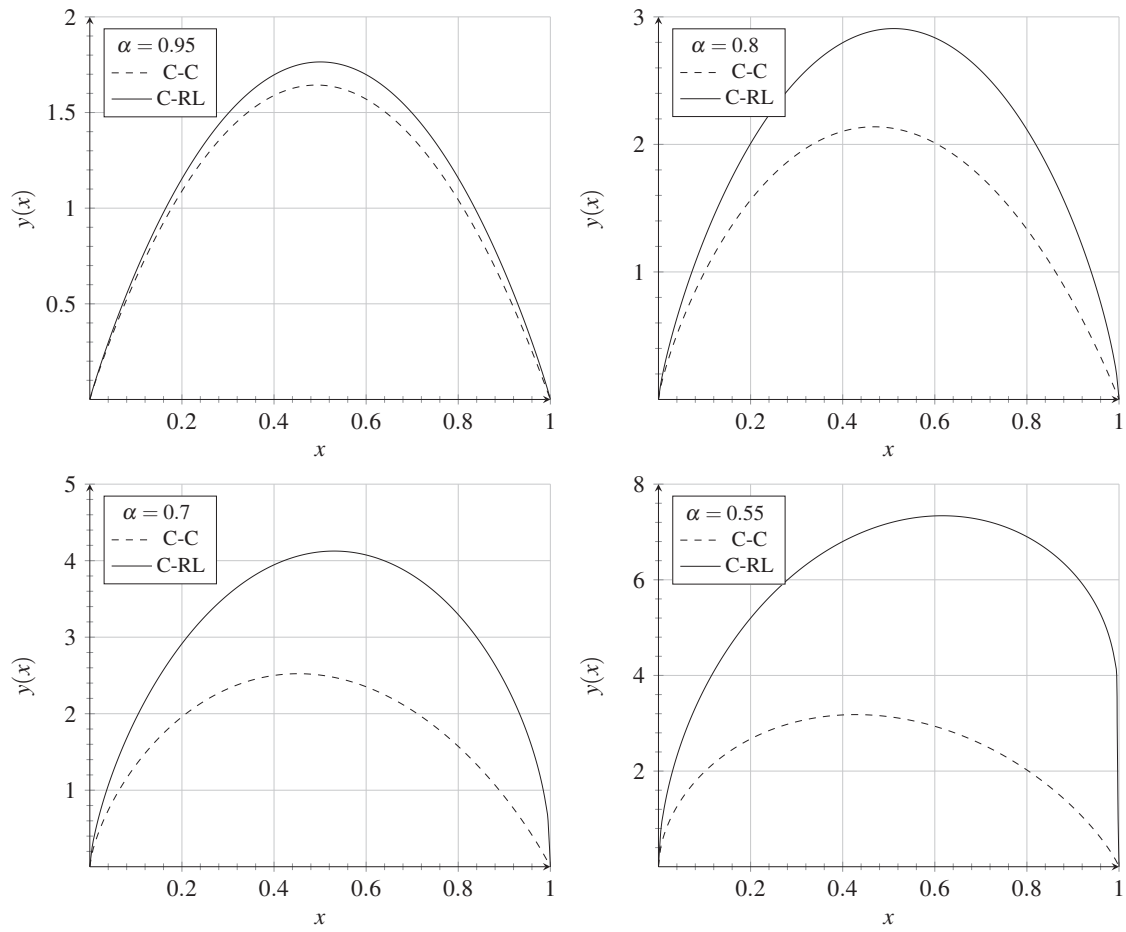 2
1.5
1
0.5
0.2 0.4 0.6 0.8 1
x
y(x)
α = 0.95
C-C
C-RL
3
2
1
0.2 0.4 0.6 0.8 1
x
y(x)
α = 0.8
C-C
C-RL
5
4
3
2
1
0.2 0.4 0.6 0.8 1
x
y(x)
α = 0.7
C-C
C-RL
8
6
4
2
0.2 0.4 0.6 0.8 1
x
y(x)
α = 0.55
C-C
C-RL